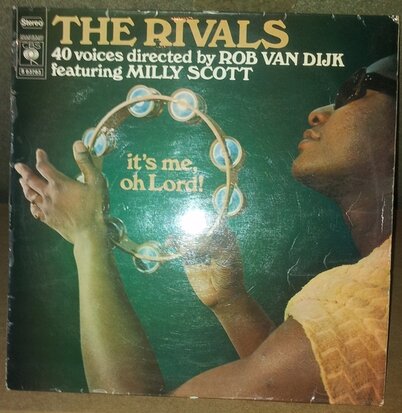 Stereo
CBS
THE RIVALS
40 voices directed by ROB VAN DIJK
featuring MILLY SCOTT
it's me,
oh Lord!